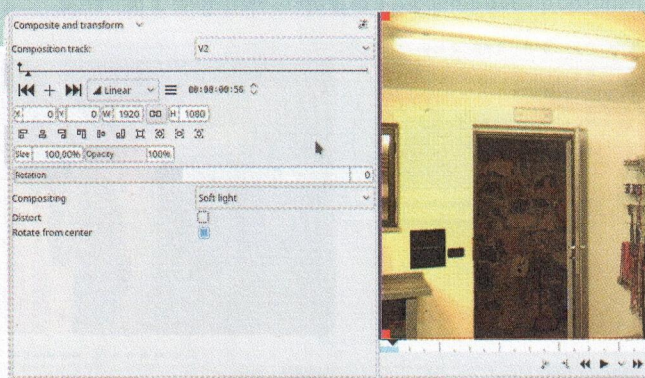 Composite and transform
Composition track: V2
Linear 00:00:00:56
X: 0 Y 0 W: 1920 H: 1080
Size 100,00% Opacity 100%
Rotation 0
Compositing Soft light
Distort
Rotate from center